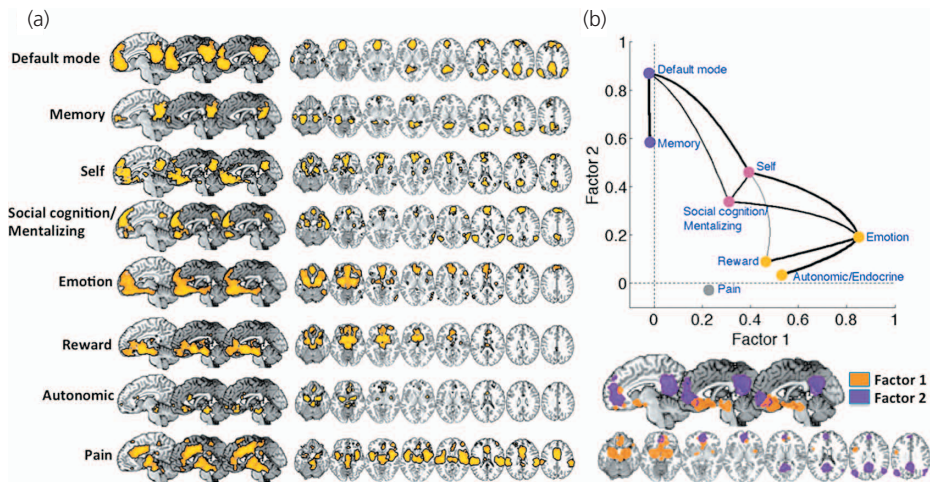 (a)
Default mode
Memory
Self
Social cognition/
Mentalizing
Emotion
Reward
Autonomic
Pain
(b)
1
0.8
0.6
0.4
0.2
0
Factor 2
Default mode
Memory
Self
Social cognition/
Mentalizing
Emotion
Reward
Autonomic/Endocrine
Pain
0
0.2
0.4
0.6
0.8
1
Factor 1
Factor 1
Factor 2